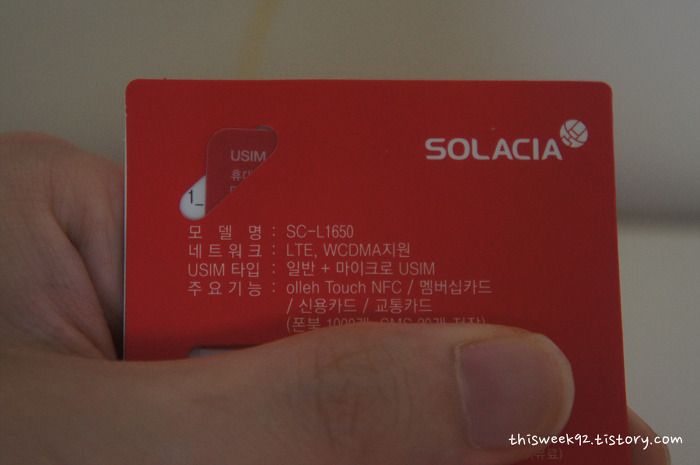 SOLACIA
USIM
1_
모 델 명 : SC-L1650
네 트 워 크 : LTE, WCDMA지원
USIM 타입 : 일반 + 마이크로 USIM
주 요 기 능 : olleh Touch NFC / 멤버십카드
/ 신용카드 / 교통카드
(폰북
thisweek92.tistory.com